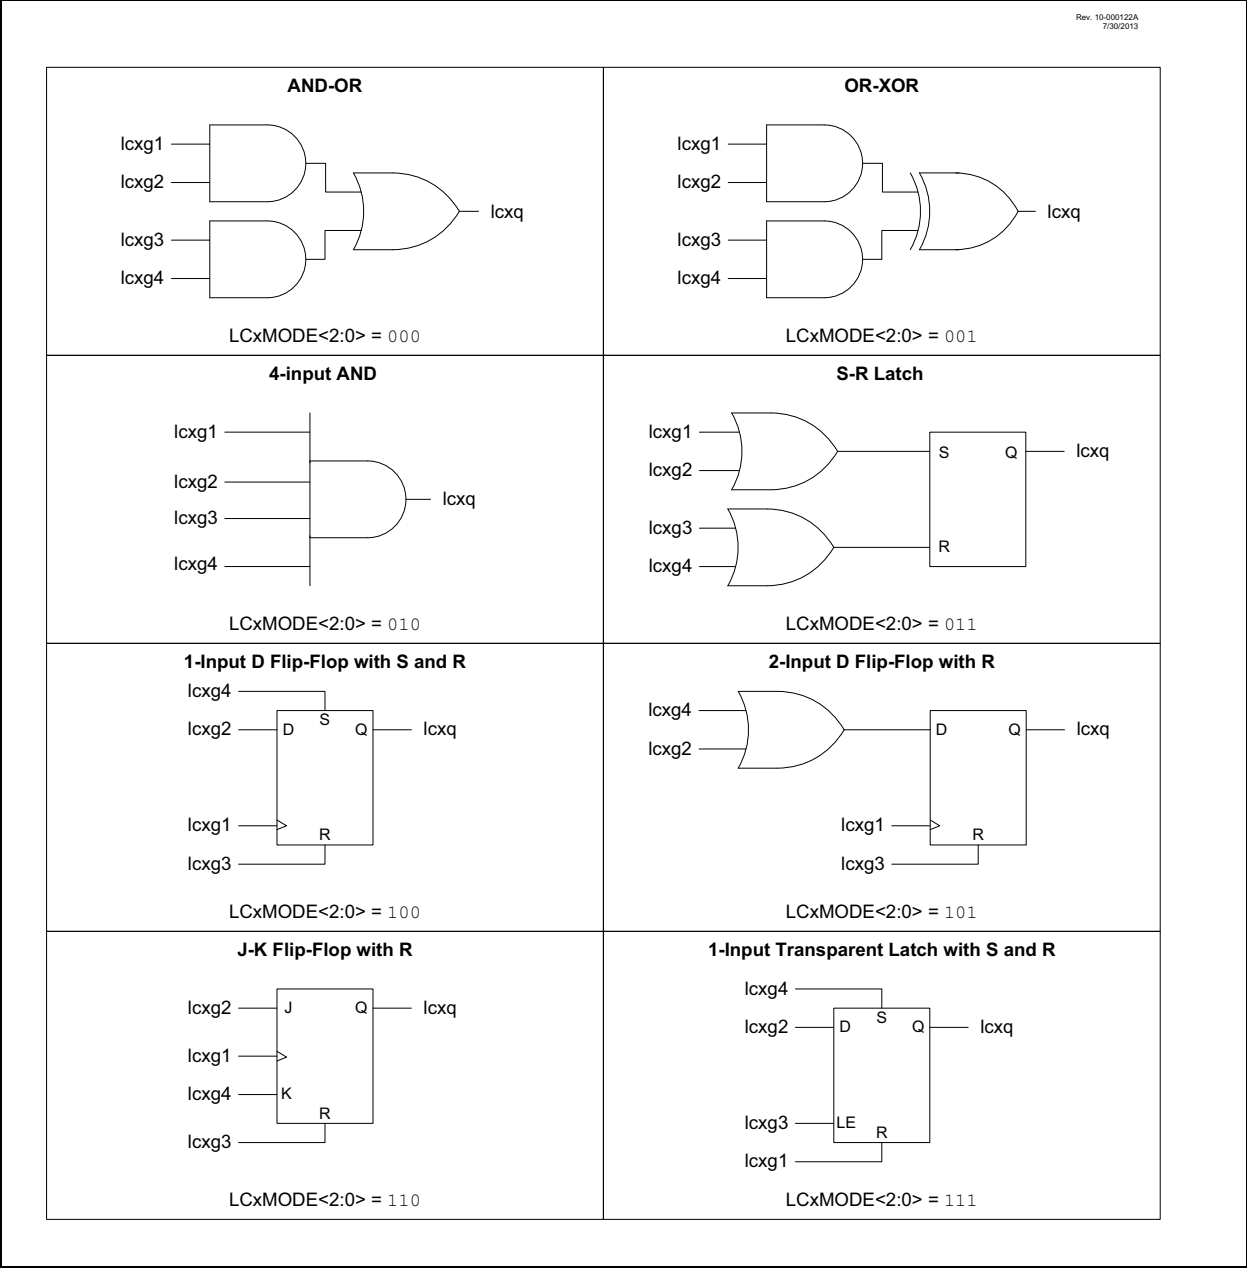 Rev. 10-000122A
7/30/2013
AND-OR
lcxg1
lcxg2
lcxg3
lcxg4
lcxq
LCxMODE<2:0> = 000
OR-XOR
lcxg1
lcxg2
lcxg3
lcxg4
lcxq
LCxMODE<2:0> = 001
4-input AND
lcxg1
lcxg2
lcxg3
lcxg4
lcxq
LCxMODE<2:0> = 010
S-R Latch
lcxg1
lcxg2
lcxg3
lcxg4
S Q lcxq
R
LCxMODE<2:0> = 011
1-Input D Flip-Flop with S and R
lcxg4
S
lcxg2 D Q lcxq
lcxg1
R
lcxg3
LCxMODE<2:0> = 100
2-Input D Flip-Flop with R
lcxg4
lcxg2
D Q lcxq
lcxg1
R
lcxg3
LCxMODE<2:0> = 101
J-K Flip-Flop with R
lcxg2 J Q lcxq
lcxg1
lcxg4 K
R
lcxg3
LCxMODE<2:0> = 110
1-Input Transparent Latch with S and R
lcxg4
S
lcxg2 D Q lcxq
lcxg3 LE
R
lcxg1
LCxMODE<2:0> = 111